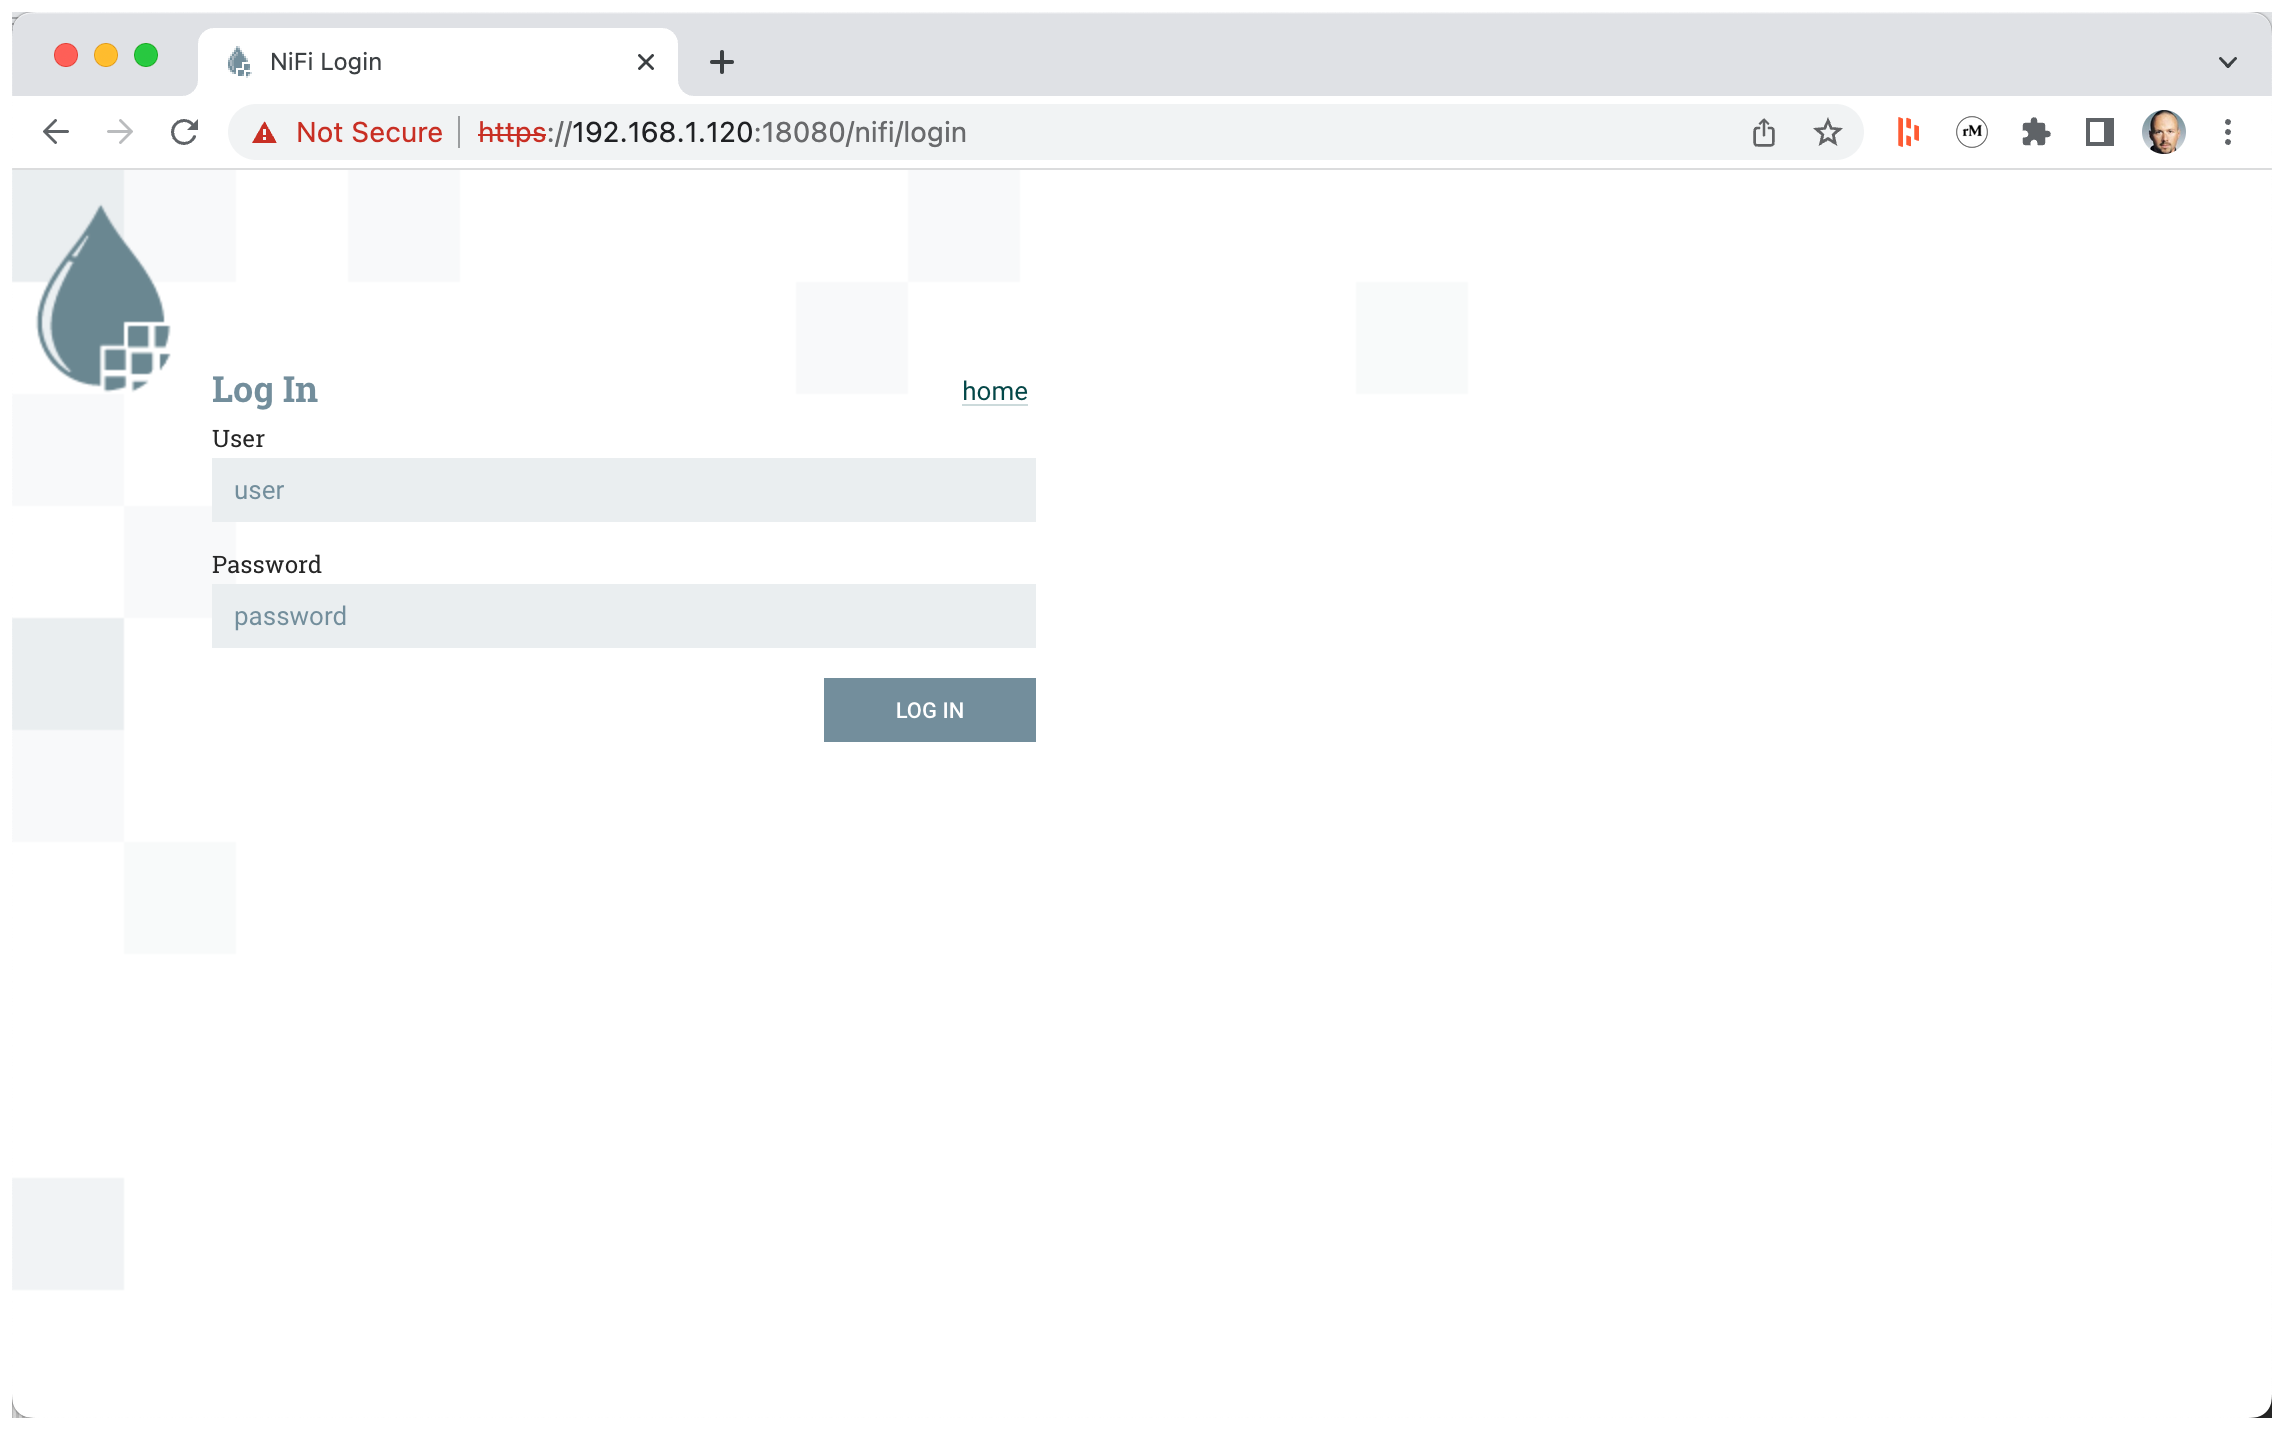 NiFi Login
Not Secure https://192.168.1.120:18080/nifi/login
rM
Log In home
User
user
Password
password
LOG IN